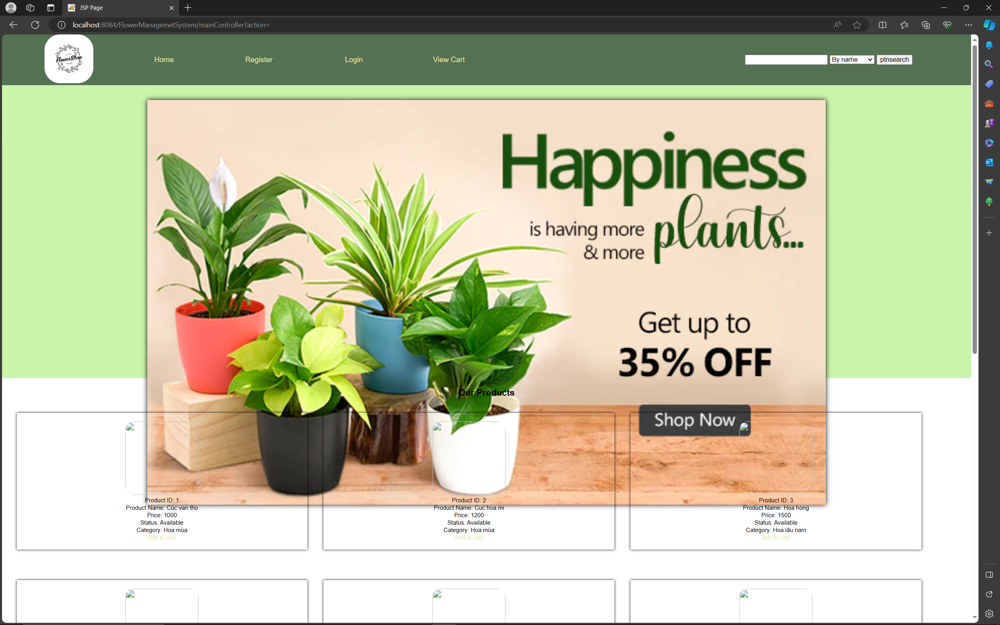 JSP Page
localhost:8084/FlowerManagemetSystem/mainController?action=
FlowerShop
Home
Register
Login
View Cart
By name
ptnsearch
Happiness
is having more plants...
& more
Get up to
35% OFF
Shop Now
Our Products
Product ID: 1
Product Name: Cúc van tho
Price: 1000
Status: Available
Category: Hoa mùa
Add to cart
Product ID: 2
Product Name: Cuc hoa mi
Price: 1200
Status: Available
Category: Hoa mùa
Add to cart
Product ID: 3
Product Name: Hoa hong
Price: 1500
Status: Available
Category: Hoa lâu nam
Add to cart